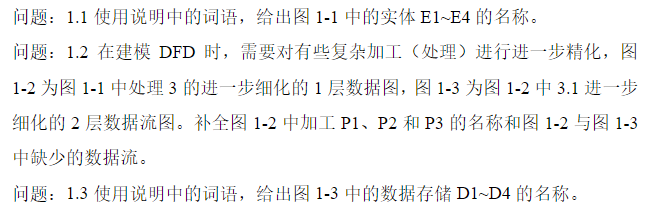 问题：1.1 使用说明中的词语，给出图 1-1 中的实体 E1~E4 的名称。
问题：1.2 在建模 DFD 时，需要对有些复杂加工（处理）进行进一步精化，图
1-2 为图 1-1 中处理 3 的进一步细化的 1 层数据图，图 1-3 为图 1-2 中 3.1 进一步
细化的 2 层数据流图。补全图 1-2 中加工 P1、P2 和 P3 的名称和图 1-2 与图 1-3
中缺少的数据流。
问题：1.3 使用说明中的词语，给出图 1-3 中的数据存储 D1~D4 的名称。